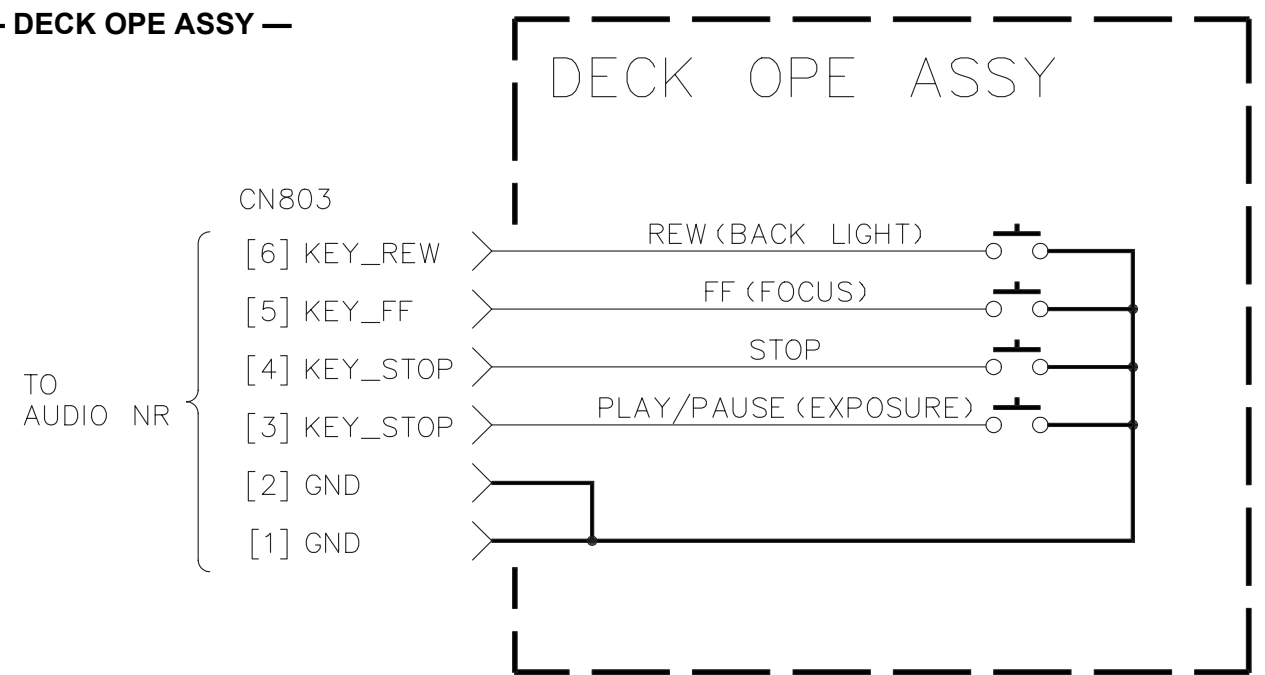 — DECK OPE ASSY —
DECK OPE ASSY
CN803
[6] KEY_REW
REW (BACK LIGHT)
[5] KEY_FF
FF (FOCUS)
[4] KEY_STOP
STOP
TO
AUDIO NR
[3] KEY_STOP
PLAY/PAUSE (EXPOSURE)
[2] GND
[1] GND